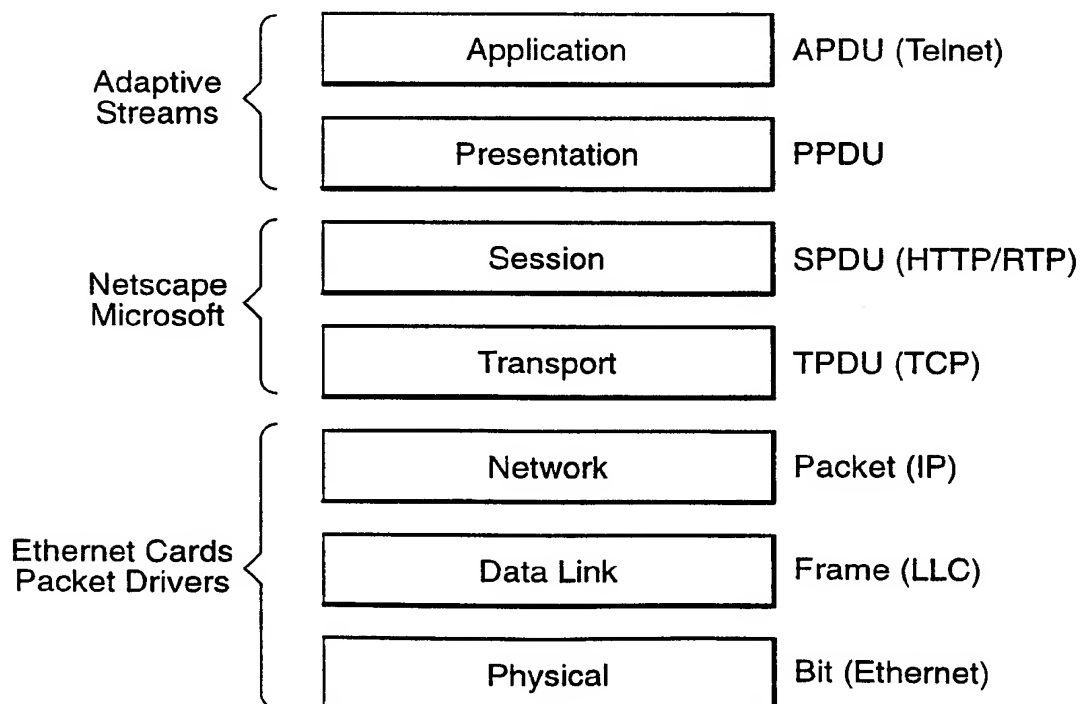 Adaptive
Streams
Application
APDU (Telnet)
Presentation
PPDU
Netscape
Microsoft
Session
SPDU (HTTP/RTP)
Transport
TPDU (TCP)
Ethernet Cards
Packet Drivers
Network
Packet (IP)
Data Link
Frame (LLC)
Physical
Bit (Ethernet)